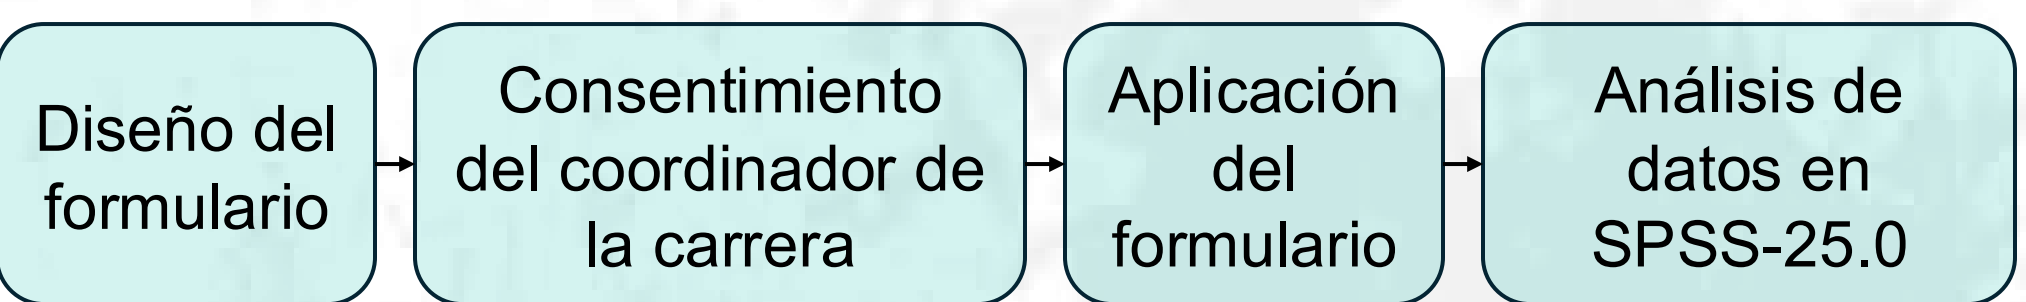 Diseño del
formulario
Consentimiento
del coordinador de
la carrera
Aplicación
del
formulario
Análisis de
datos en
SPSS-25.0